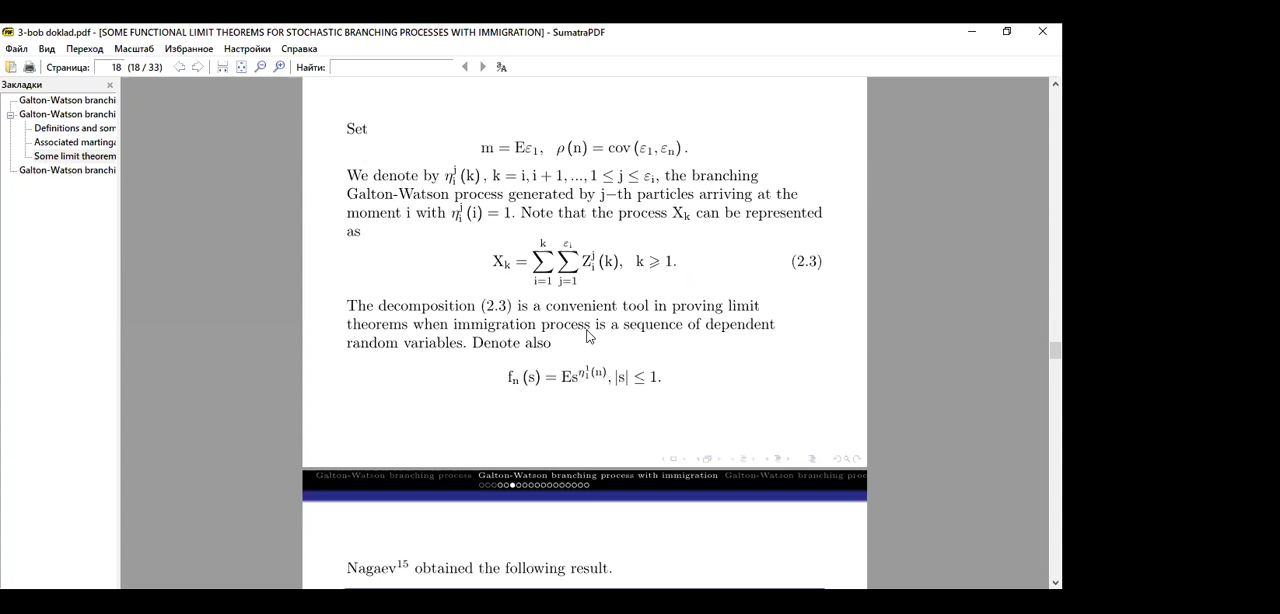 3-bob doklad.pdf - [SOME FUNCTIONAL LIMIT THEOREMS FOR STOCHASTIC BRANCHING PROCESSES WITH IMMIGRATION] - SumatraPDF
Файл Вид Переход Масштаб Избранное Настройки Справка
Страница: 18 (18 / 33) Найти:
Закладки
Galton-Watson branchi
Galton-Watson branchi
Definitions and som
Associated marting
Some limit theorem
Galton-Watson branchi
Set
m = Eε₁, ρ(n) = cov(ε₁, εₙ).
We denote by ηᵢʲ(k), k = i, i + 1, ..., 1 ≤ j ≤ εᵢ, the branching
Galton-Watson process generated by j−th particles arriving at the
moment i with ηᵢʲ(i) = 1. Note that the process Xₖ can be represented
as
Xₖ = ∑_{i=1}^{k} ∑_{j=1}^{εᵢ} Zᵢʲ(k), k ⩾ 1. (2.3)
The decomposition (2.3) is a convenient tool in proving limit
theorems when immigration process is a sequence of dependent
random variables. Denote also
fₙ(s) = Es^{η₁¹(n)}, |s| ≤ 1.
Galton-Watson branching process Galton-Watson branching process with immigration Galton-Watson branching proc
Nagaev¹⁵ obtained the following result.